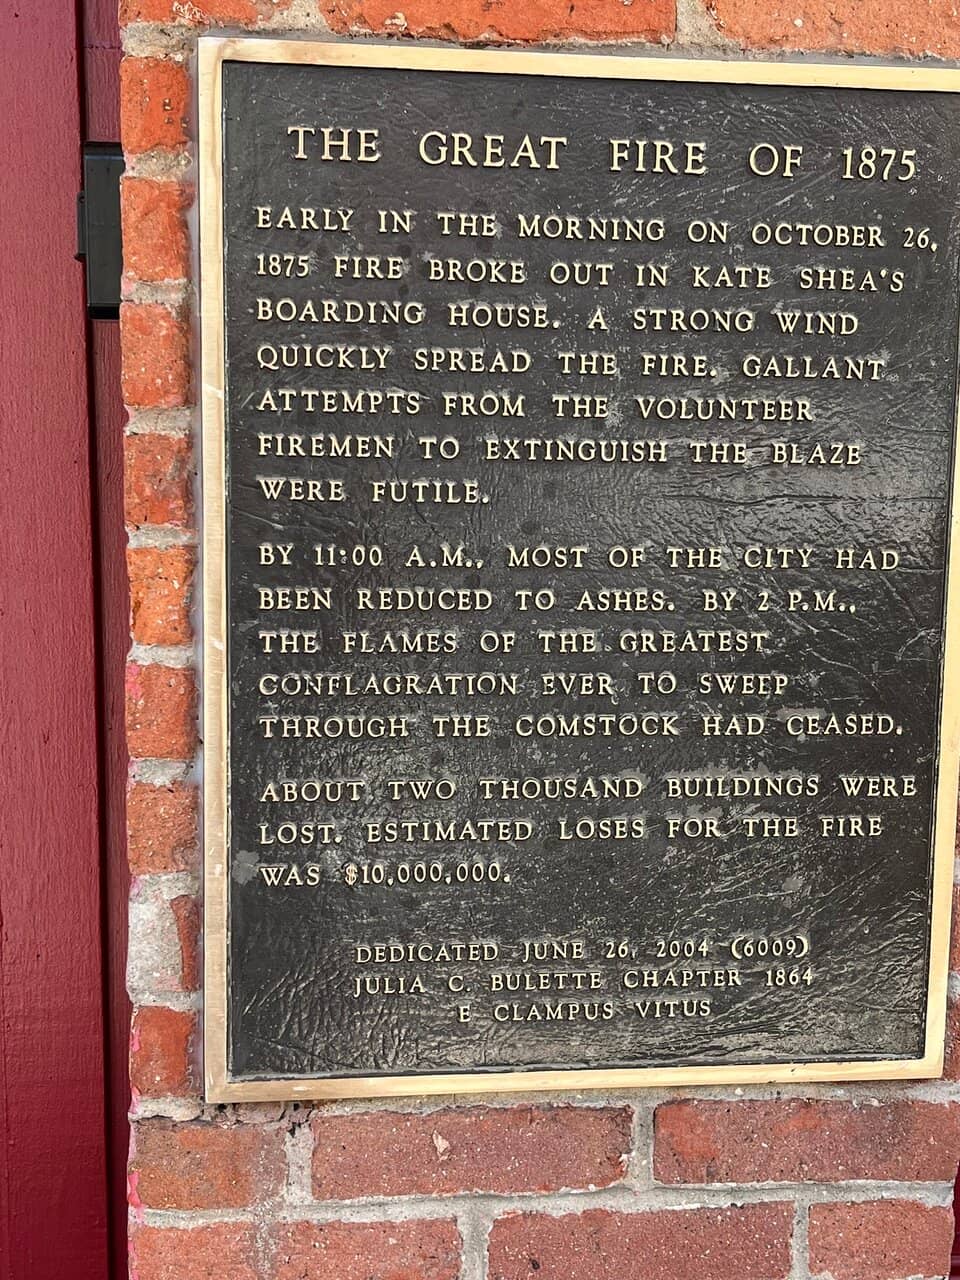 THE GREAT FIRE OF 1875
EARLY IN THE MORNING ON OCTOBER 26,
1875 FIRE BROKE OUT IN KATE SHEA'S
BOARDING HOUSE. A STRONG WIND
QUICKLY SPREAD THE FIRE. GALLANT
ATTEMPTS FROM THE VOLUNTEER
FIREMEN TO EXTINGUISH THE BLAZE
WERE FUTILE.
BY 11:00 A.M., MOST OF THE CITY HAD
BEEN REDUCED TO ASHES. BY 2 P.M.,
THE FLAMES OF THE GREATEST
CONFLAGRATION EVER TO SWEEP
THROUGH THE COMSTOCK HAD CEASED.
ABOUT TWO THOUSAND BUILDINGS WERE
LOST. ESTIMATED LOSES FOR THE FIRE
WAS $10,000,000.
DEDICATED JUNE 26, 2004 (6009)
JULIA C. BULETTE CHAPTER 1864
E CLAMPUS VITUS